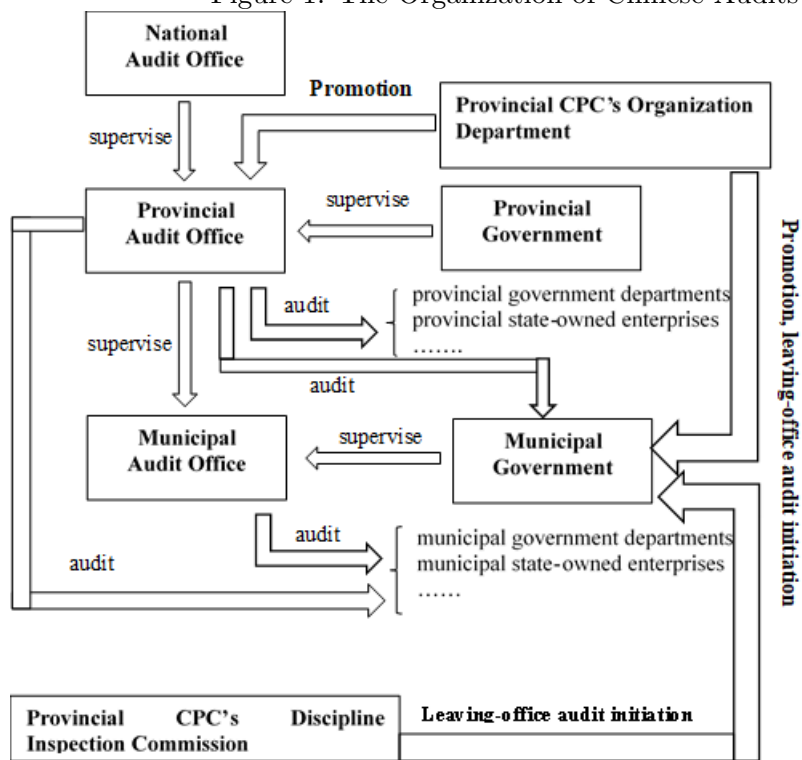 Figure 1: The Organization of Chinese Audits
National
Audit Office
Promotion
Provincial CPC's Organization
Department
supervise
Provincial
Audit Office
supervise
Provincial
Government
audit
provincial government departments
provincial state-owned enterprises
.......
supervise
audit
Municipal
Audit Office
supervise
Municipal
Government
Promotion, leaving-office audit initiation
audit
municipal government departments
municipal state-owned enterprises
......
audit
Provincial CPC's Discipline
Inspection Commission
Leaving-office audit initiation